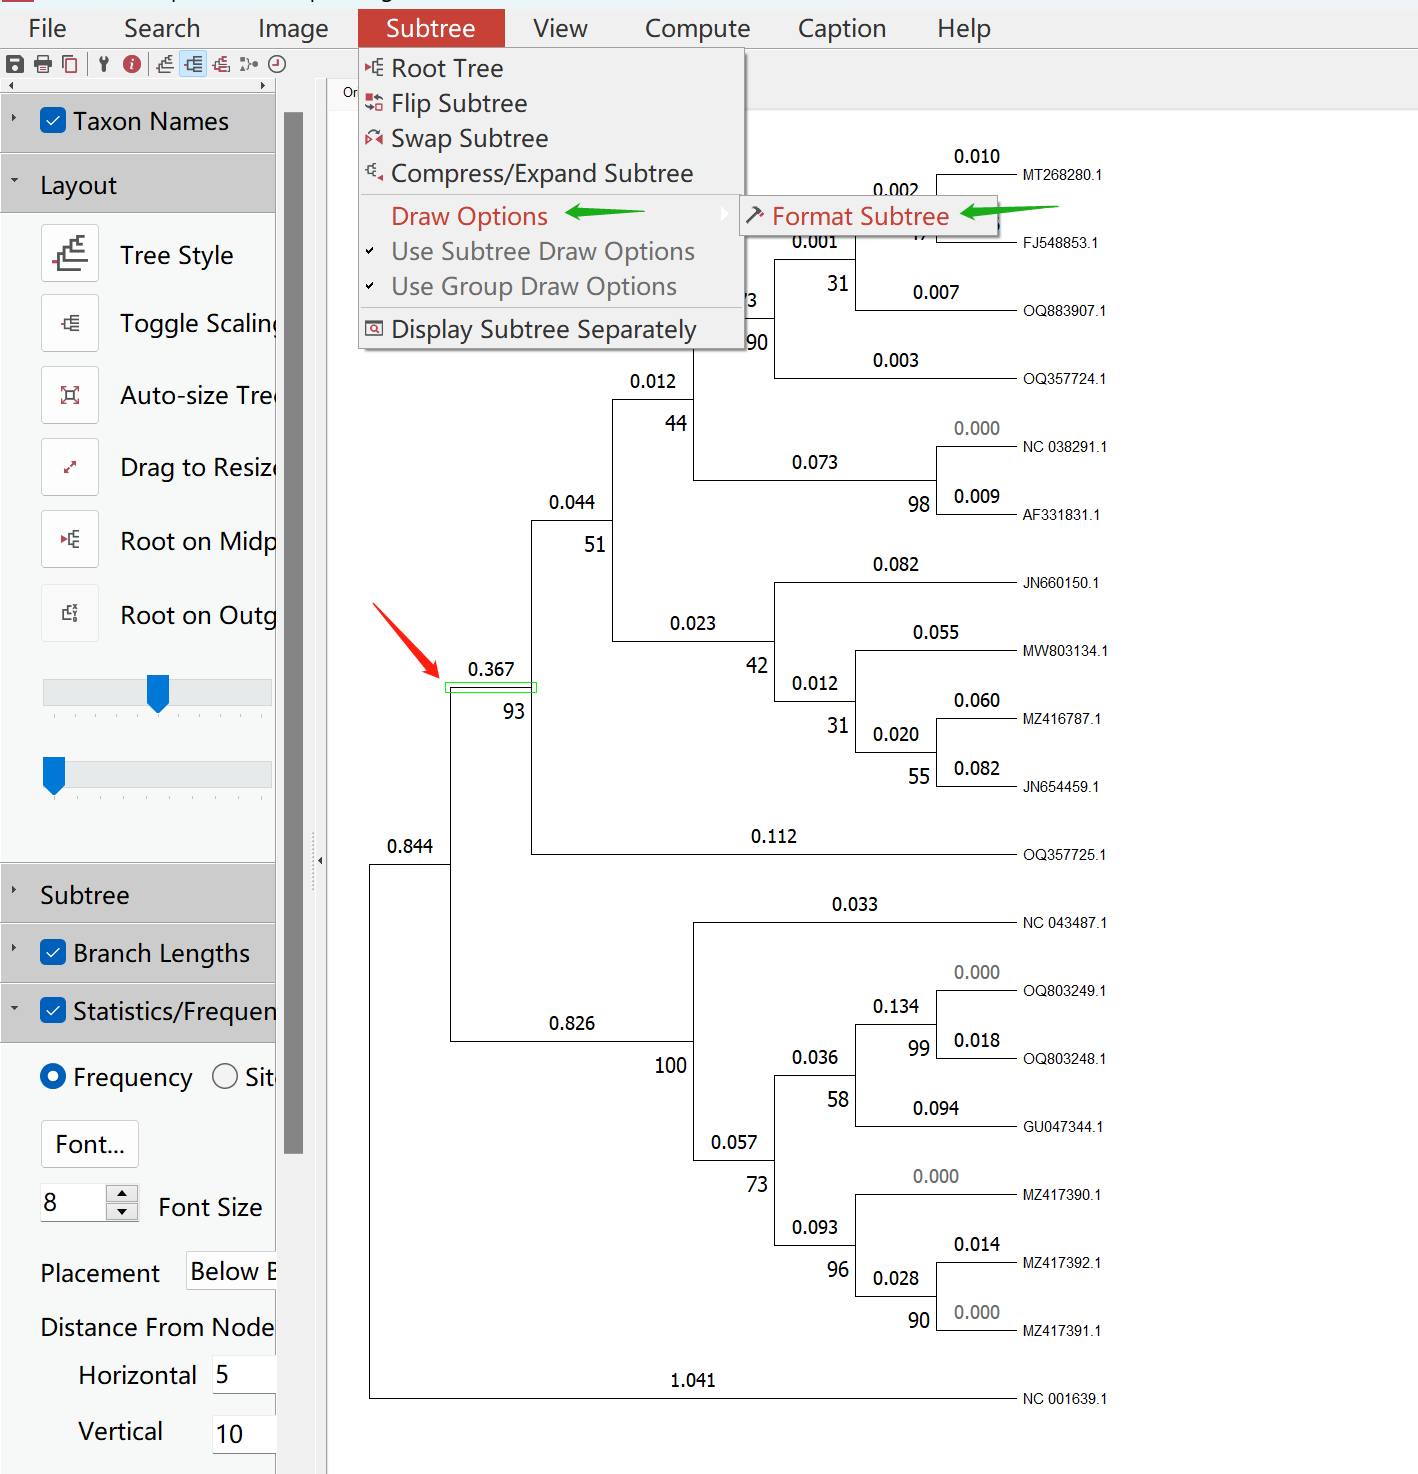 File Search Image Subtree View Compute Caption Help
Root Tree
Flip Subtree
Swap Subtree
Compress/Expand Subtree
Draw Options
Format Subtree
Use Subtree Draw Options
Use Group Draw Options
Display Subtree Separately
Or
Taxon Names
Layout
Tree Style
Toggle Scaling
Auto-size Tree
Drag to Resize
Root on Midp
Root on Outg
Subtree
Branch Lengths
Statistics/Frequen
Frequency Sit
Font...
8 Font Size
Placement Below B
Distance From Node
Horizontal 5
Vertical 10
0.010
MT268280.1
0.002
FJ548853.1
0.001
31
0.007
OQ883907.1
90
0.003
OQ357724.1
0.012
44
0.000
NC 038291.1
0.073
98
0.009
AF331831.1
0.044
51
0.082
JN660150.1
0.023
42
0.055
MW803134.1
0.012
31
0.060
MZ416787.1
0.020
55
0.082
JN654459.1
0.367
93
0.112
OQ357725.1
0.844
0.033
NC 043487.1
0.000
OQ803249.1
0.134
99
0.018
OQ803248.1
0.826
100
0.036
58
0.094
GU047344.1
0.057
73
0.000
MZ417390.1
0.093
96
0.014
MZ417392.1
0.028
90
0.000
MZ417391.1
1.041
NC 001639.1